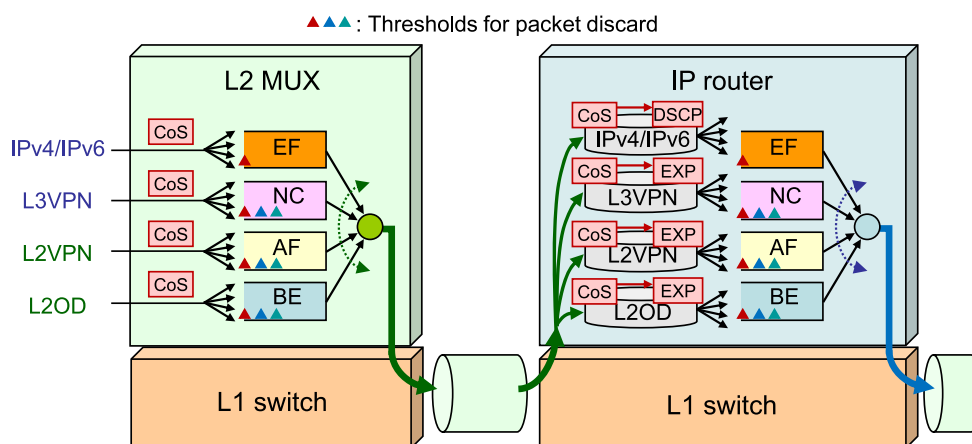 : Thresholds for packet discard
L2 MUX
IP router
CoS
IPv4/IPv6
EF
CoS
L3VPN
NC
CoS
L2VPN
AF
CoS
L2OD
BE
CoS
DSCP
IPv4/IPv6
EF
CoS
EXP
L3VPN
NC
CoS
EXP
L2VPN
AF
CoS
EXP
L2OD
BE
L1 switch
L1 switch